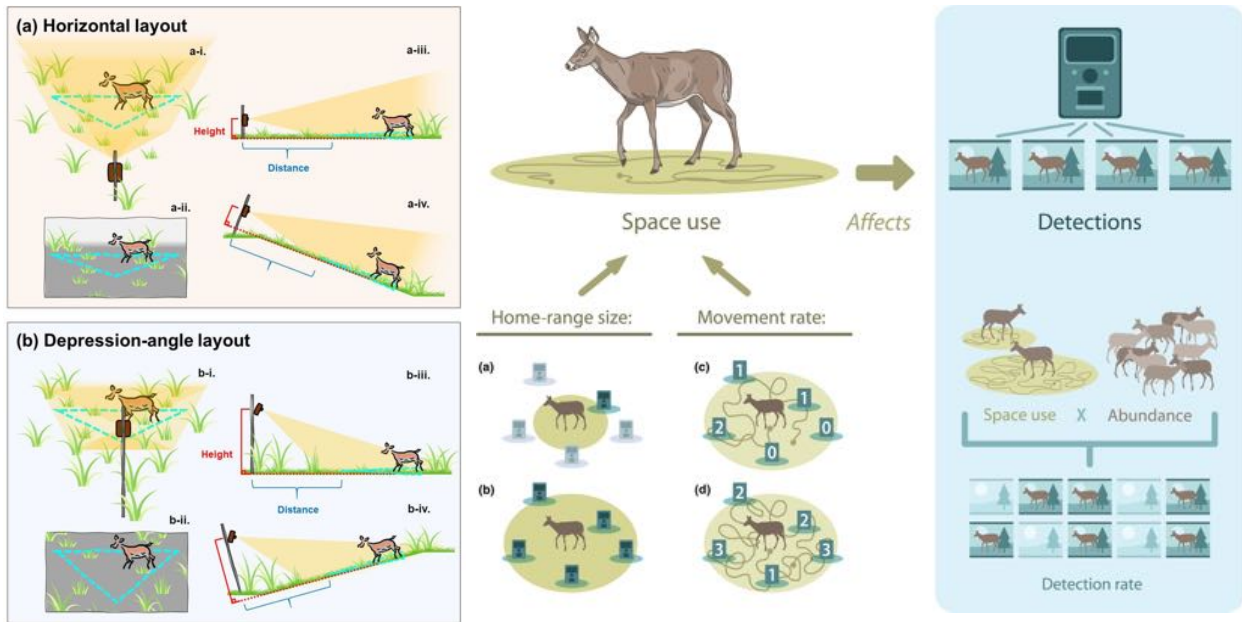 (a) Horizontal layout
a-i.
a-iii.
Height
Distance
a-ii.
a-iv.
(b) Depression-angle layout
b-i.
b-iii.
Height
Distance
b-ii.
b-iv.
Space use
Affects
Home-range size:
Movement rate:
(a)
(b)
(c)
1
1
2
0
0
(d)
2
2
3
3
1
Detections
Space use X Abundance
Detection rate